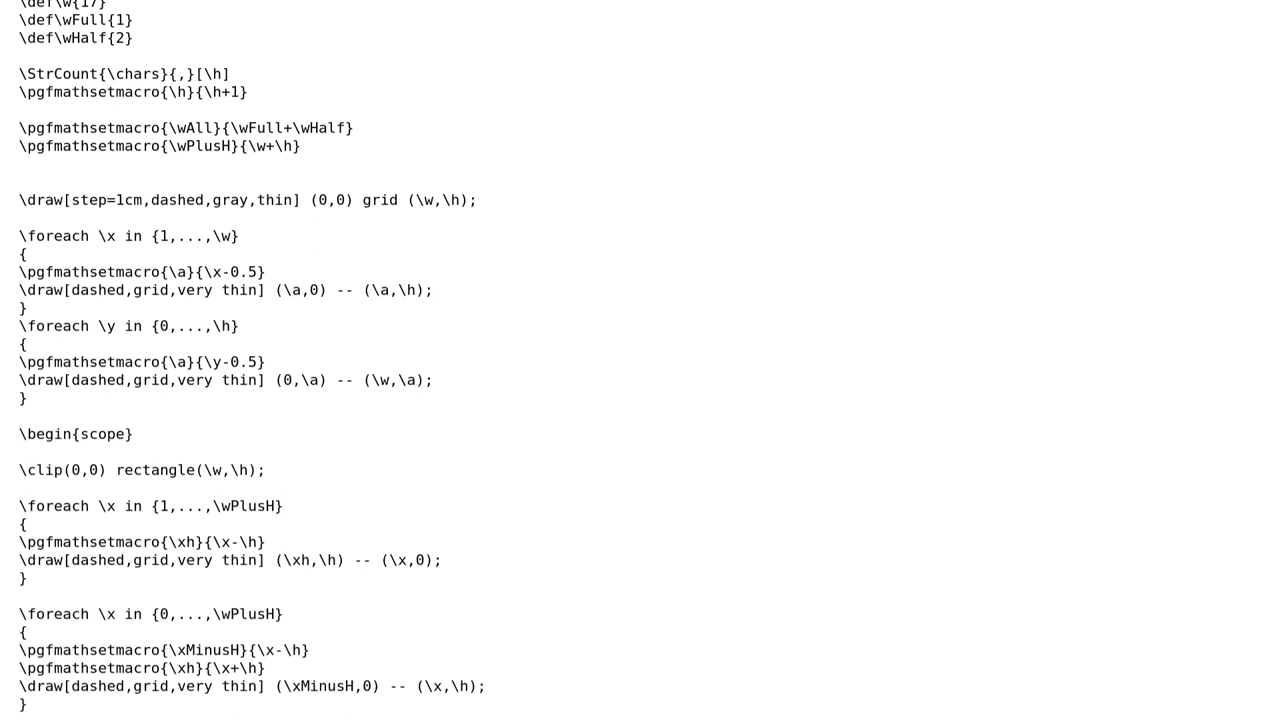 \def\w{17}
\def\wFull{1}
\def\wHalf{2}
\StrCount{\chars}{,}[\h]
\pgfmathsetmacro{\h}{\h+1}
\pgfmathsetmacro{\wAll}{\wFull+\wHalf}
\pgfmathsetmacro{\wPlusH}{\w+\h}
\draw[step=1cm,dashed,gray,thin] (0,0) grid (\w,\h);
\foreach \x in {1,...,\w}
{
\pgfmathsetmacro{\a}{\x-0.5}
\draw[dashed,grid,very thin] (\a,0) -- (\a,\h);
}
\foreach \y in {0,...,\h}
{
\pgfmathsetmacro{\a}{\y-0.5}
\draw[dashed,grid,very thin] (0,\a) -- (\w,\a);
}
\begin{scope}
\clip(0,0) rectangle(\w,\h);
\foreach \x in {1,...,\wPlusH}
{
\pgfmathsetmacro{\xh}{\x-\h}
\draw[dashed,grid,very thin] (\xh,\h) -- (\x,0);
}
\foreach \x in {0,...,\wPlusH}
{
\pgfmathsetmacro{\xMinusH}{\x-\h}
\pgfmathsetmacro{\xh}{\x+\h}
\draw[dashed,grid,very thin] (\xMinusH,0) -- (\x,\h);
}